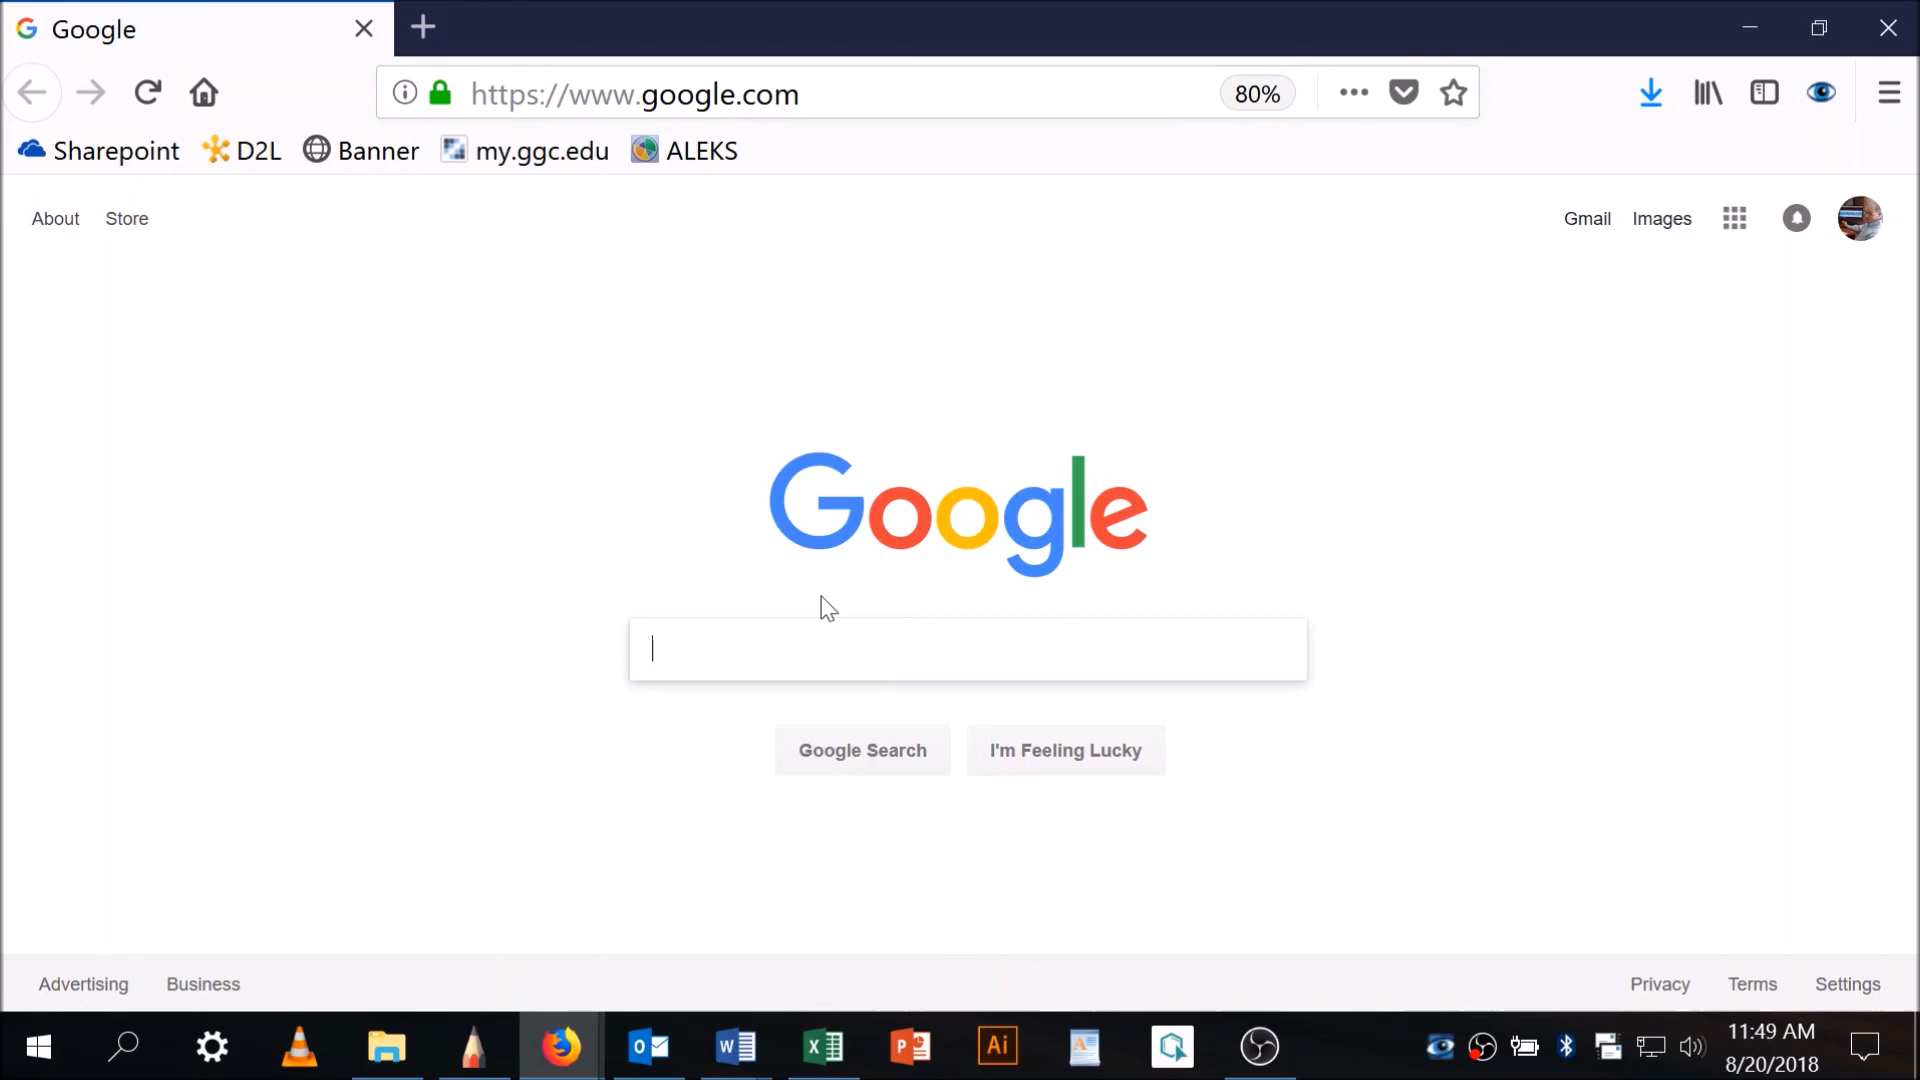 Google
https://www.google.com
80%
Sharepoint
D2L
Banner
my.ggc.edu
ALEKS
About
Store
Gmail
Images
Google
Google Search
I'm Feeling Lucky
Advertising
Business
Privacy
Terms
Settings
Ai
11:49 AM
8/20/2018